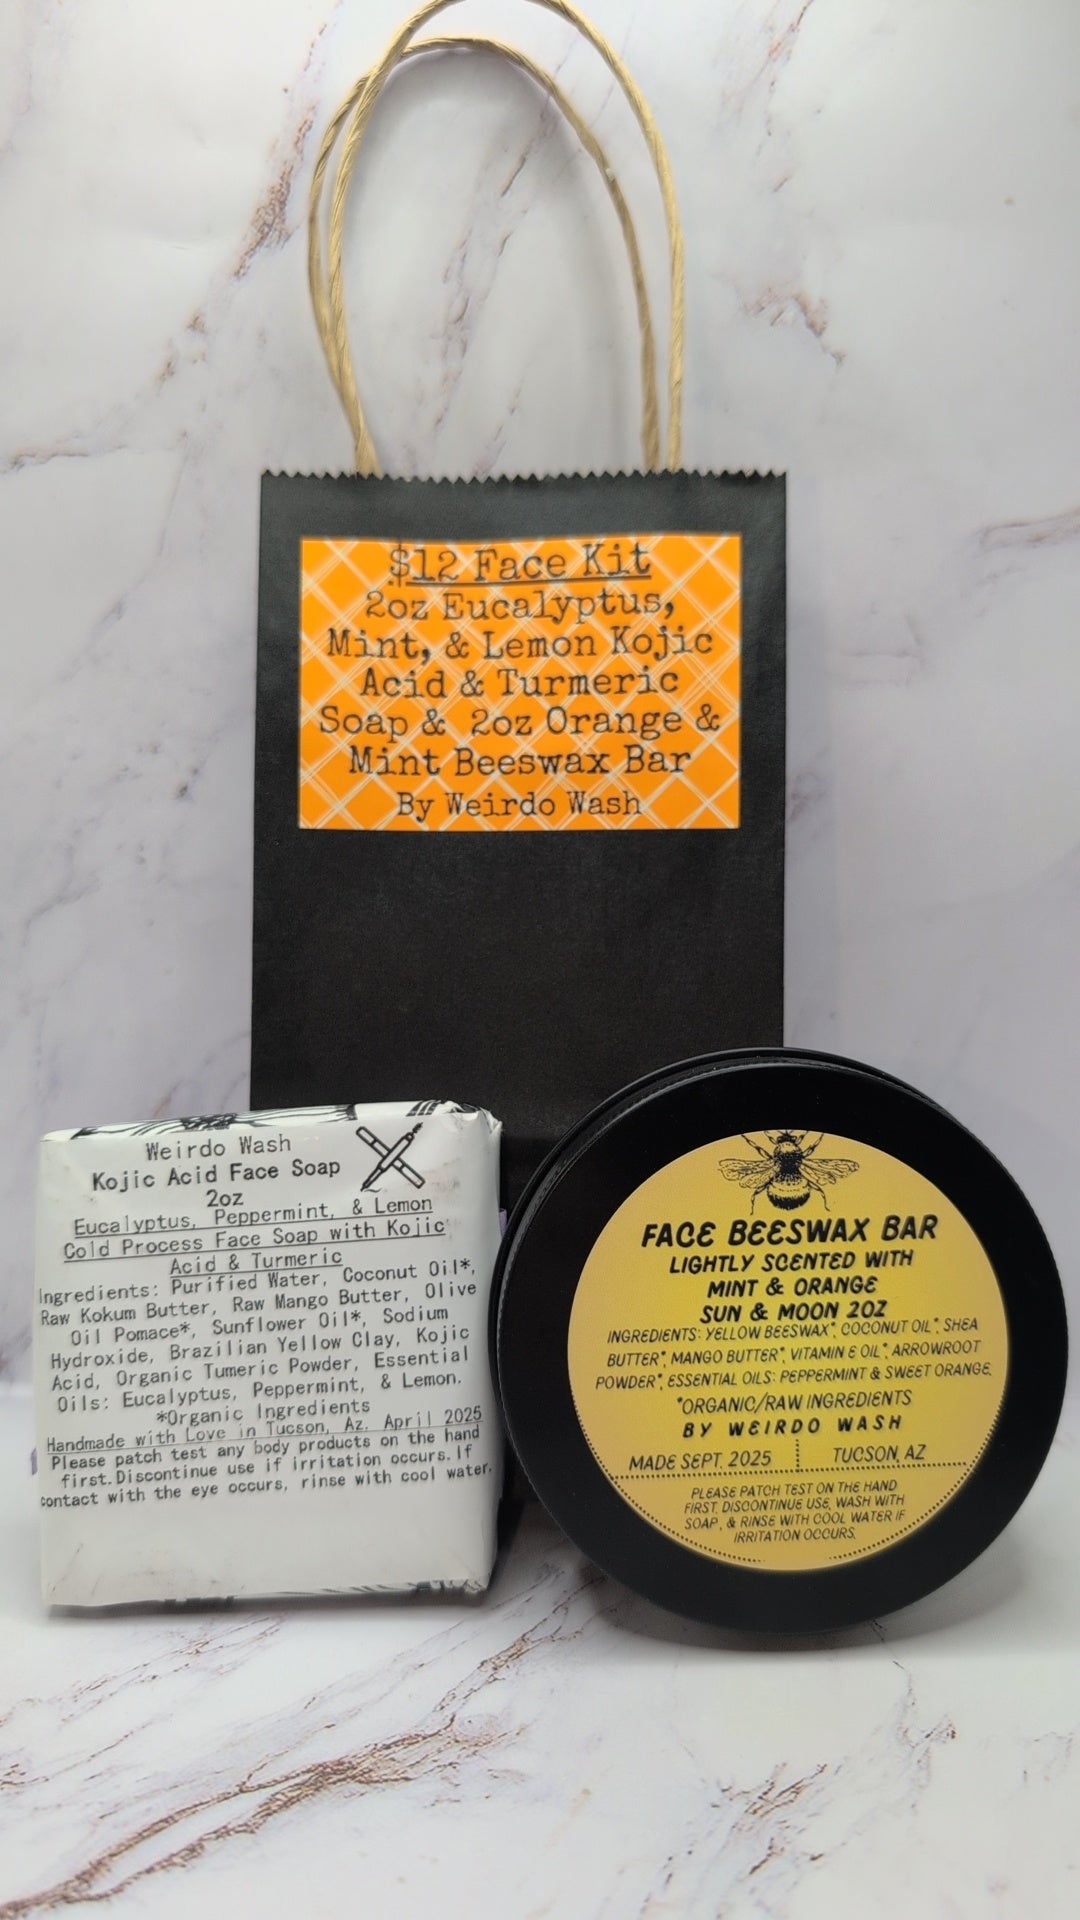 $12 Face Kit
2oz Eucalyptus,
Mint, & Lemon Kojic
Acid & Turmeric
Soap & 2oz Orange &
Mint Beeswax Bar
By Weirdo Wash
Weirdo Wash
Kojic Acid Face Soap
2oz
Eucalyptus, Peppermint, & Lemon
Cold Process Face Soap with Kojic
Acid & Turmeric
Ingredients: Purified Water, Coconut Oil*,
Raw Kokum Butter, Raw Mango Butter, Olive
Oil Pomace*, Sunflower Oil*, Sodium
Hydroxide, Brazilian Yellow Clay, Kojic
Acid, Organic Tumeric Powder, Essential
Oils: Eucalyptus, Peppermint, & Lemon.
*Organic Ingredients
Handmade with Love in Tucson, Az. April 2025
Please patch test any body products on the hand
first. Discontinue use if irritation occurs. If
contact with the eye occurs, rinse with cool water.
FACE BEESWAX BAR
LIGHTLY SCENTED WITH
MINT & ORANGE
SUN & MOON 2OZ
INGREDIENTS: YELLOW BEESWAX*, COCONUT OIL*, SHEA
BUTTER*, MANGO BUTTER*, VITAMIN E OIL*, ARROWROOT
POWDER*, ESSENTIAL OILS: PEPPERMINT & SWEET ORANGE.
*ORGANIC/RAW INGREDIENTS
BY WEIRDO WASH
MADE SEPT. 2025 TUCSON, AZ
PLEASE PATCH TEST ON THE HAND
FIRST. DISCONTINUE USE, WASH WITH
SOAP, & RINSE WITH COOL WATER IF
IRRITATION OCCURS.